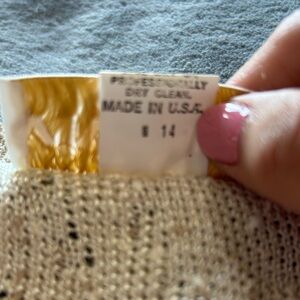 PROFESSIONALLY
DRY CLEAN.
MADE IN U.S.A.
14